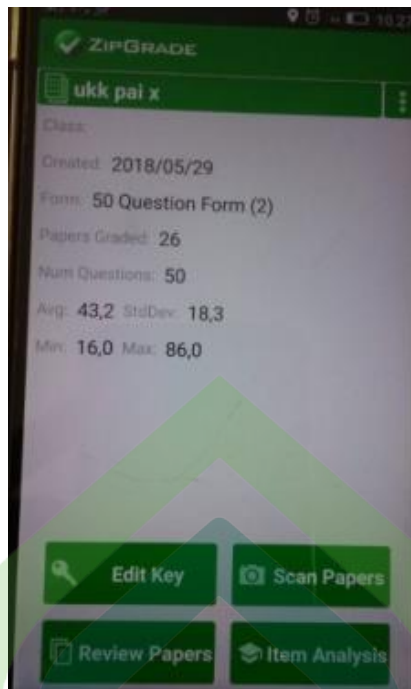 10.27
ZIPGRADE
ukk pai x
Class:
Created: 2018/05/29
Form: 50 Question Form (2)
Papers Graded: 26
Num Questions: 50
Avg: 43,2 StdDev: 18,3
Min: 16,0 Max: 86,0
Edit Key
Scan Papers
Review Papers
Item Analysis